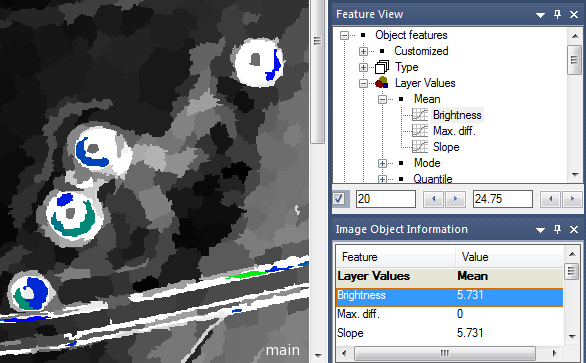 Feature View
Object features
Customized
Type
Layer Values
Mean
Brightness
Max. diff.
Slope
Mode
Quantile
20 24.75
Image Object Information
Feature Value
Layer Values Mean
Brightness 5.731
Max. diff. 0
Slope 5.731
main